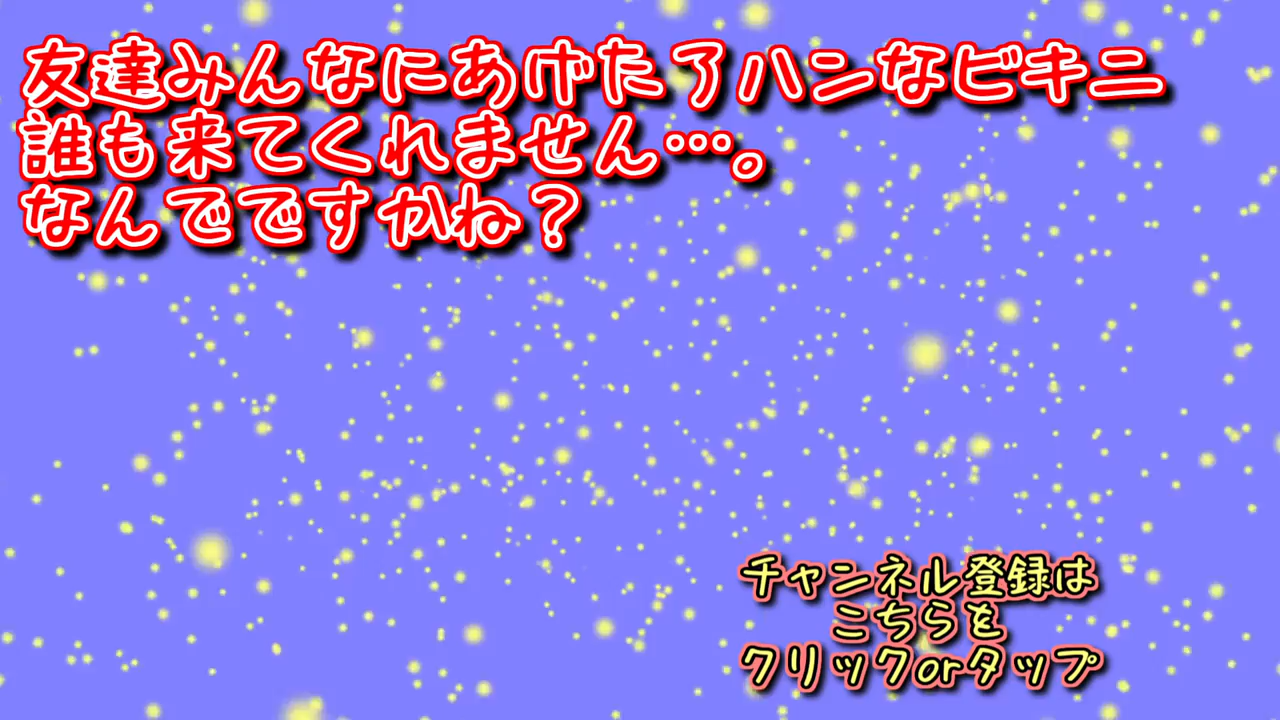 友達みんなにあげたアハンなビキニ
誰も来てくれません…。
なんでですかね？
チャンネル登録は
こちらを
クリックorタップ